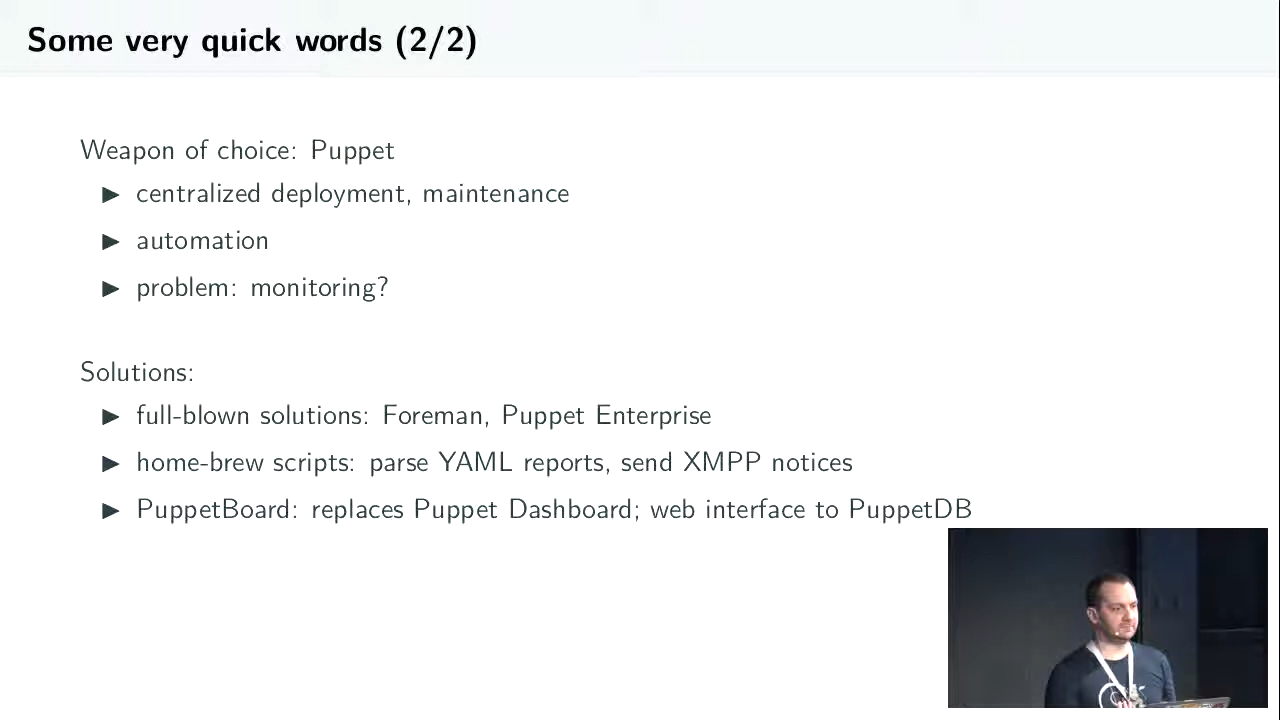 Some very quick words (2/2)
Weapon of choice: Puppet
▶ centralized deployment, maintenance
▶ automation
▶ problem: monitoring?
Solutions:
▶ full-blown solutions: Foreman, Puppet Enterprise
▶ home-brew scripts: parse YAML reports, send XMPP notices
▶ PuppetBoard: replaces Puppet Dashboard; web interface to PuppetDB